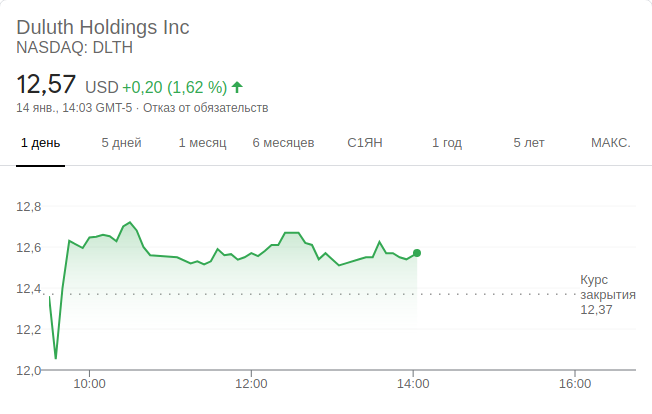 Duluth Holdings Inc
NASDAQ: DLTH
12,57 USD +0,20 (1,62 %)
14 янв., 14:03 GMT-5 · Отказ от обязательств
1 день 5 дней 1 месяц 6 месяцев С1ЯН 1 год 5 лет МАКС.
12,8
12,6
12,4
Курс
закрытия
12,37
12,2
12,0
10:00 12:00 14:00 16:00